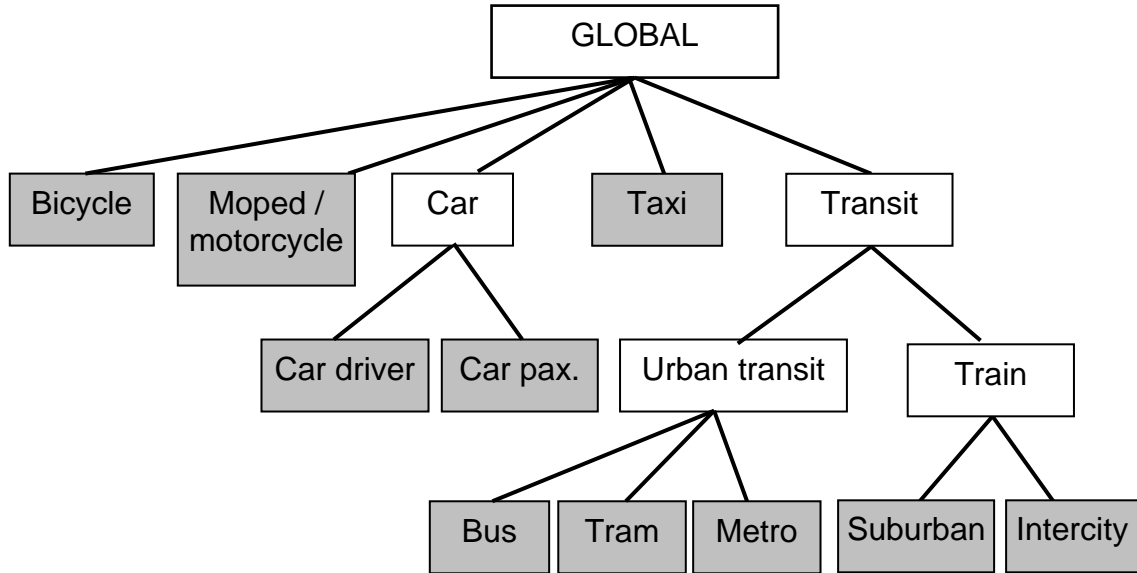 GLOBAL
Bicycle
Moped /
motorcycle
Car
Taxi
Transit
Car driver
Car pax.
Urban transit
Train
Bus
Tram
Metro
Suburban
Intercity